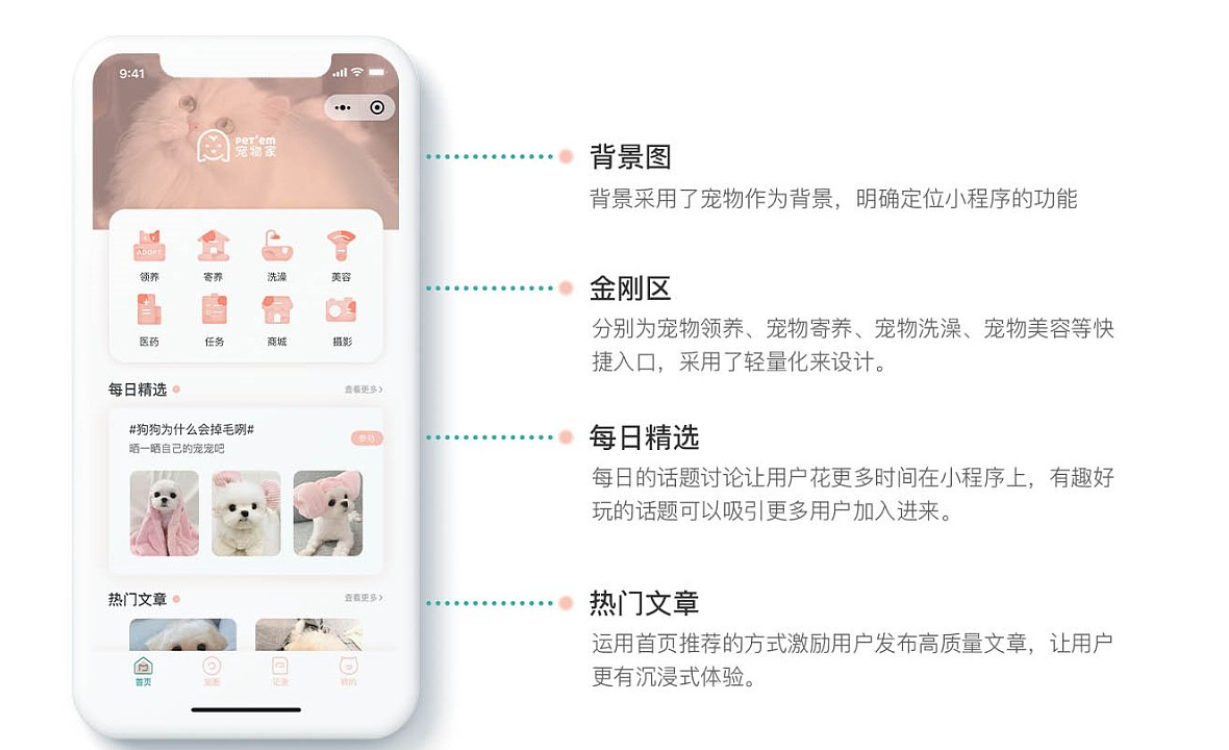 9:41
PET'em
宠物家
ADOPT
领养 寄养 洗澡 美容
医药 任务 商城 摄影
每日精选
查看更多>
#狗狗为什么会掉毛咧#
晒一晒自己的宠宠吧
参与
热门文章
查看更多>
首页 记录 我的
背景图
背景采用了宠物作为背景，明确定位小程序的功能
金刚区
分别为宠物领养、宠物寄养、宠物洗澡、宠物美容等快
捷入口，采用了轻量化来设计。
每日精选
每日的话题讨论让用户花更多时间在小程序上，有趣好
玩的话题可以吸引更多用户加入进来。
热门文章
运用首页推荐的方式激励用户发布高质量文章，让用户
更有沉浸式体验。